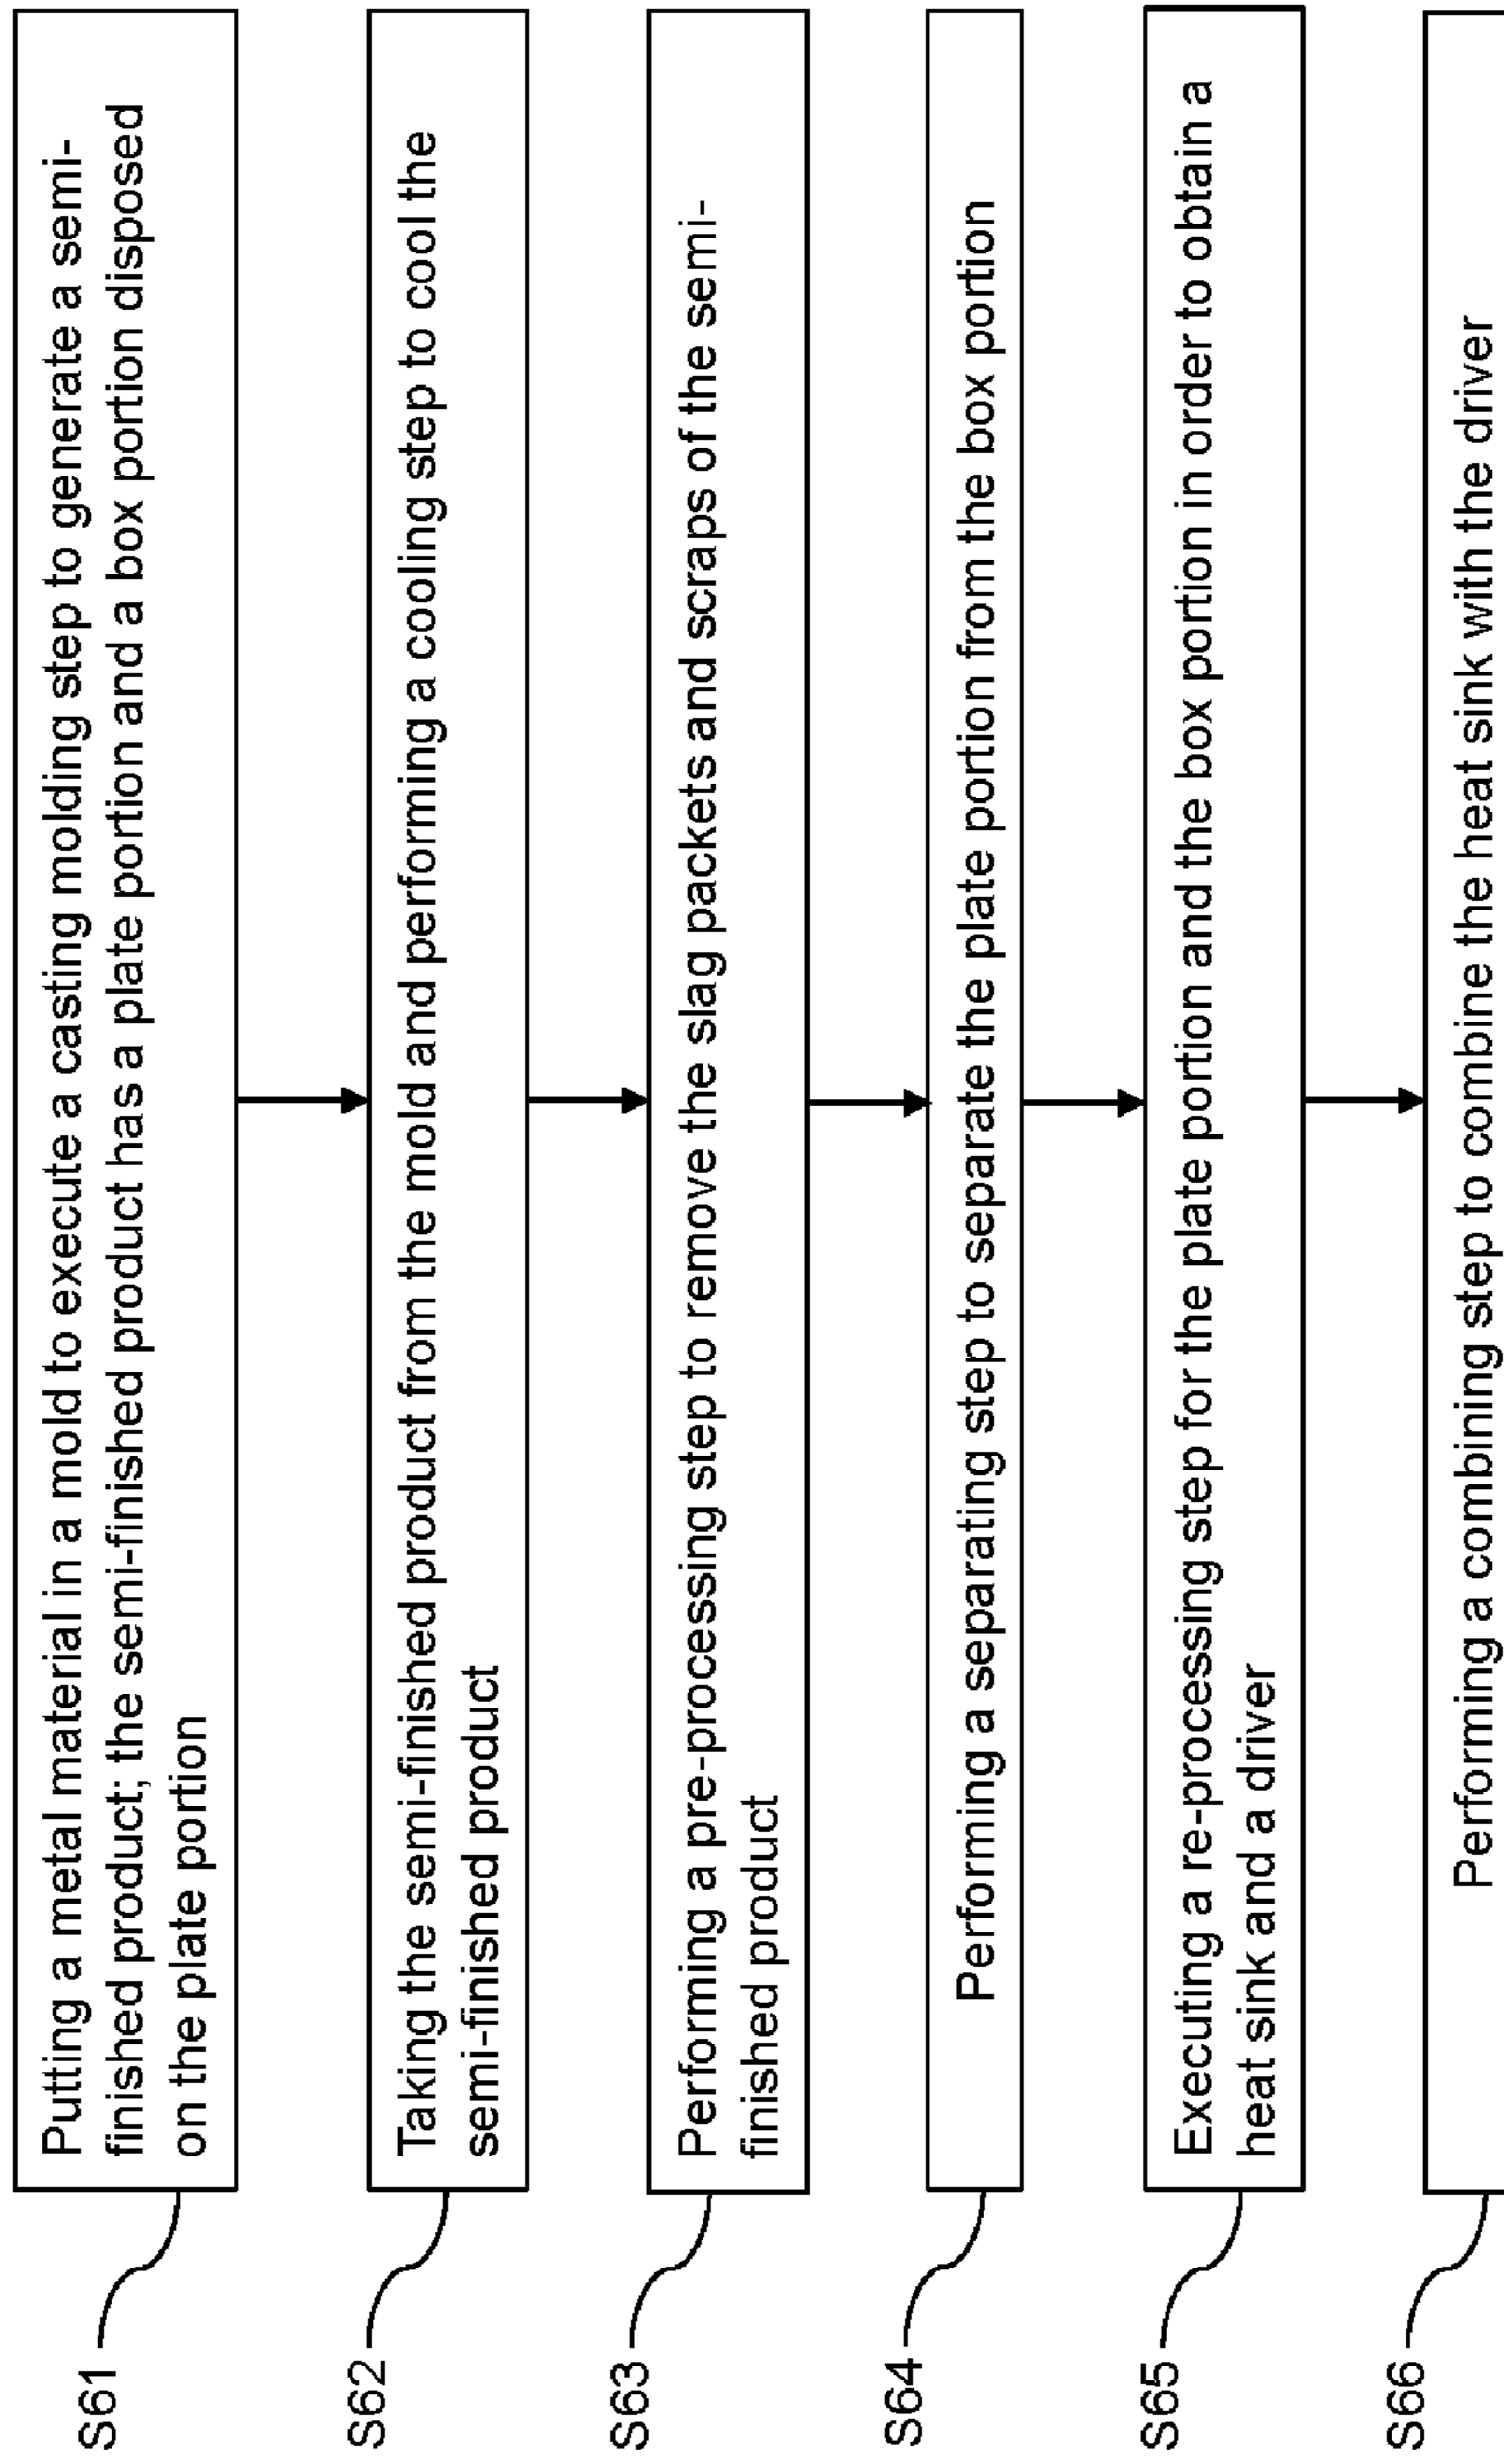 S61
Putting a metal material in a mold to execute a casting molding step to generate a semi-
finished product; the semi-finished product has a plate portion and a box portion disposed
on the plate portion
S62
Taking the semi-finished product from the mold and performing a cooling step to cool the
semi-finished product
S63
Performing a pre-processing step to remove the slag packets and scraps of the semi-
finished product
S64
Performing a separating step to separate the plate portion from the box portion
S65
Executing a re-processing step for the plate portion and the box portion in order to obtain a
heat sink and a driver
S66
Performing a combining step to combine the heat sink with the driver